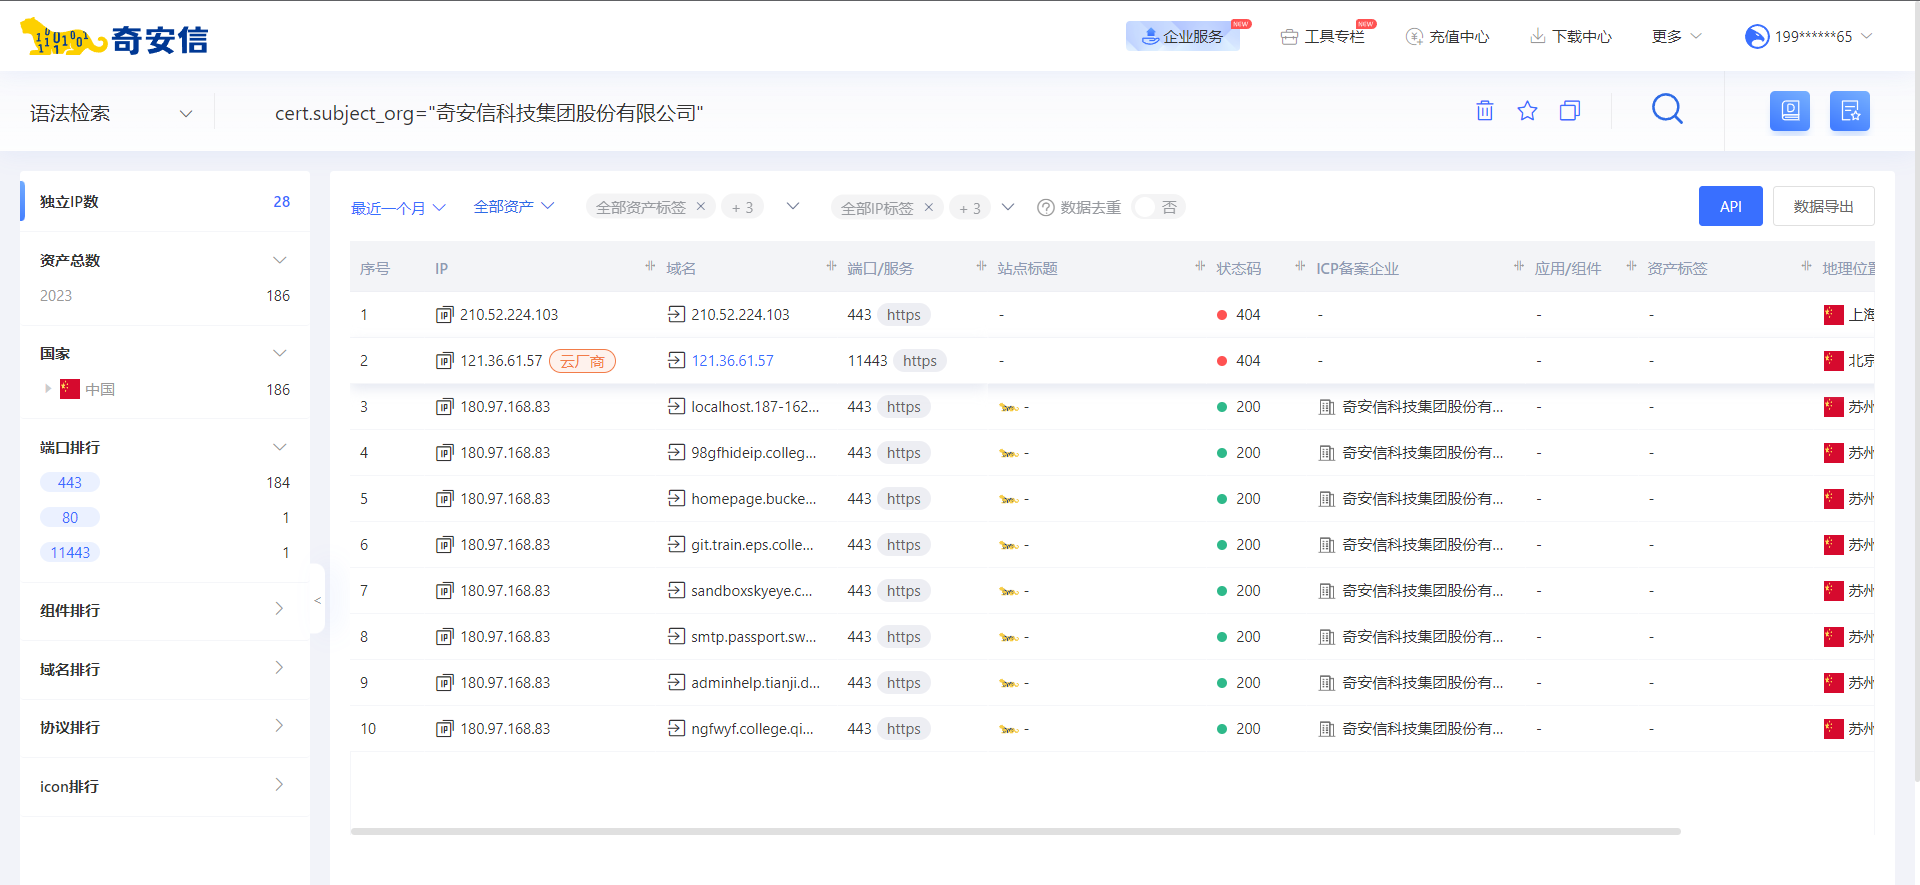 奇安信
企业服务 NEW
工具专栏 NEW
充值中心
下载中心
更多
199******65
语法检索
cert.subject_org="奇安信科技集团股份有限公司"
独立IP数 28
资产总数
2023 186
国家
中国 186
端口排行
443 184
80 1
11443 1
组件排行
域名排行
协议排行
icon排行
<
最近一个月 全部资产 全部资产标签 × + 3 全部IP标签 × + 3 数据去重 否 API 数据导出
序号 IP 域名 端口/服务 站点标题 状态码 ICP备案企业 应用/组件 资产标签 地理位置
1 IP 210.52.224.103 210.52.224.103 443 https - 404 - - - 上海
2 IP 121.36.61.57 云厂商 121.36.61.57 11443 https - 404 - - - 北京
3 IP 180.97.168.83 localhost.187-162... 443 https - 200 奇安信科技集团股份有... - - 苏州
4 IP 180.97.168.83 98gfhideip.colleg... 443 https - 200 奇安信科技集团股份有... - - 苏州
5 IP 180.97.168.83 homepage.bucke... 443 https - 200 奇安信科技集团股份有... - - 苏州
6 IP 180.97.168.83 git.train.eps.colle... 443 https - 200 奇安信科技集团股份有... - - 苏州
7 IP 180.97.168.83 sandboxskyeye.c... 443 https - 200 奇安信科技集团股份有... - - 苏州
8 IP 180.97.168.83 smtp.passport.sw... 443 https - 200 奇安信科技集团股份有... - - 苏州
9 IP 180.97.168.83 adminhelp.tianji.d... 443 https - 200 奇安信科技集团股份有... - - 苏州
10 IP 180.97.168.83 ngfwyf.college.qi... 443 https - 200 奇安信科技集团股份有... - - 苏州